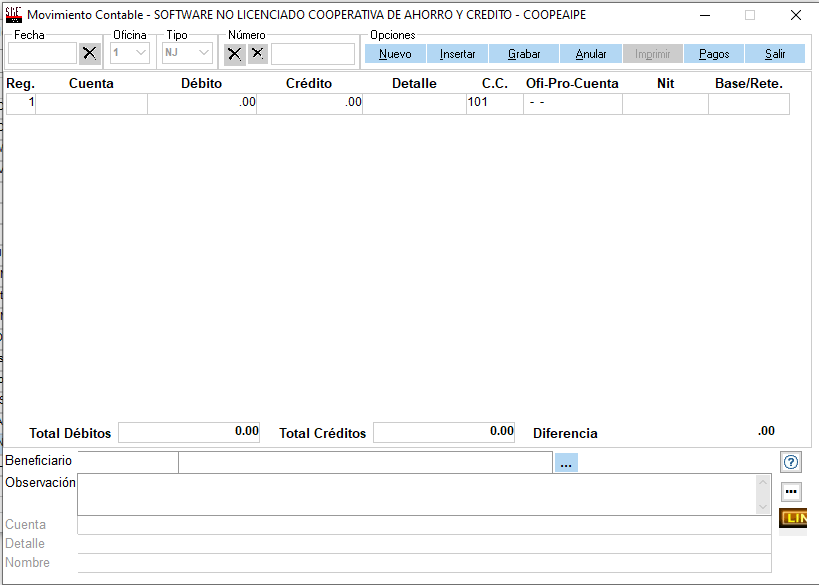 Movimiento Contable - SOFTWARE NO LICENCIADO COOPERATIVA DE AHORRO Y CREDITO - COOPEAIPE
Fecha Oficina Tipo Número Opciones
1 NJ Nuevo Insertar Grabar Anular Imprimir Pagos Salir
Reg. Cuenta Débito Crédito Detalle C.C. Ofi-Pro-Cuenta Nit Base/Rete.
1 .00 .00 101 - -
Total Débitos 0.00 Total Créditos 0.00 Diferencia .00
Beneficiario ... ?
Observación
...
LIN
Cuenta
Detalle
Nombre